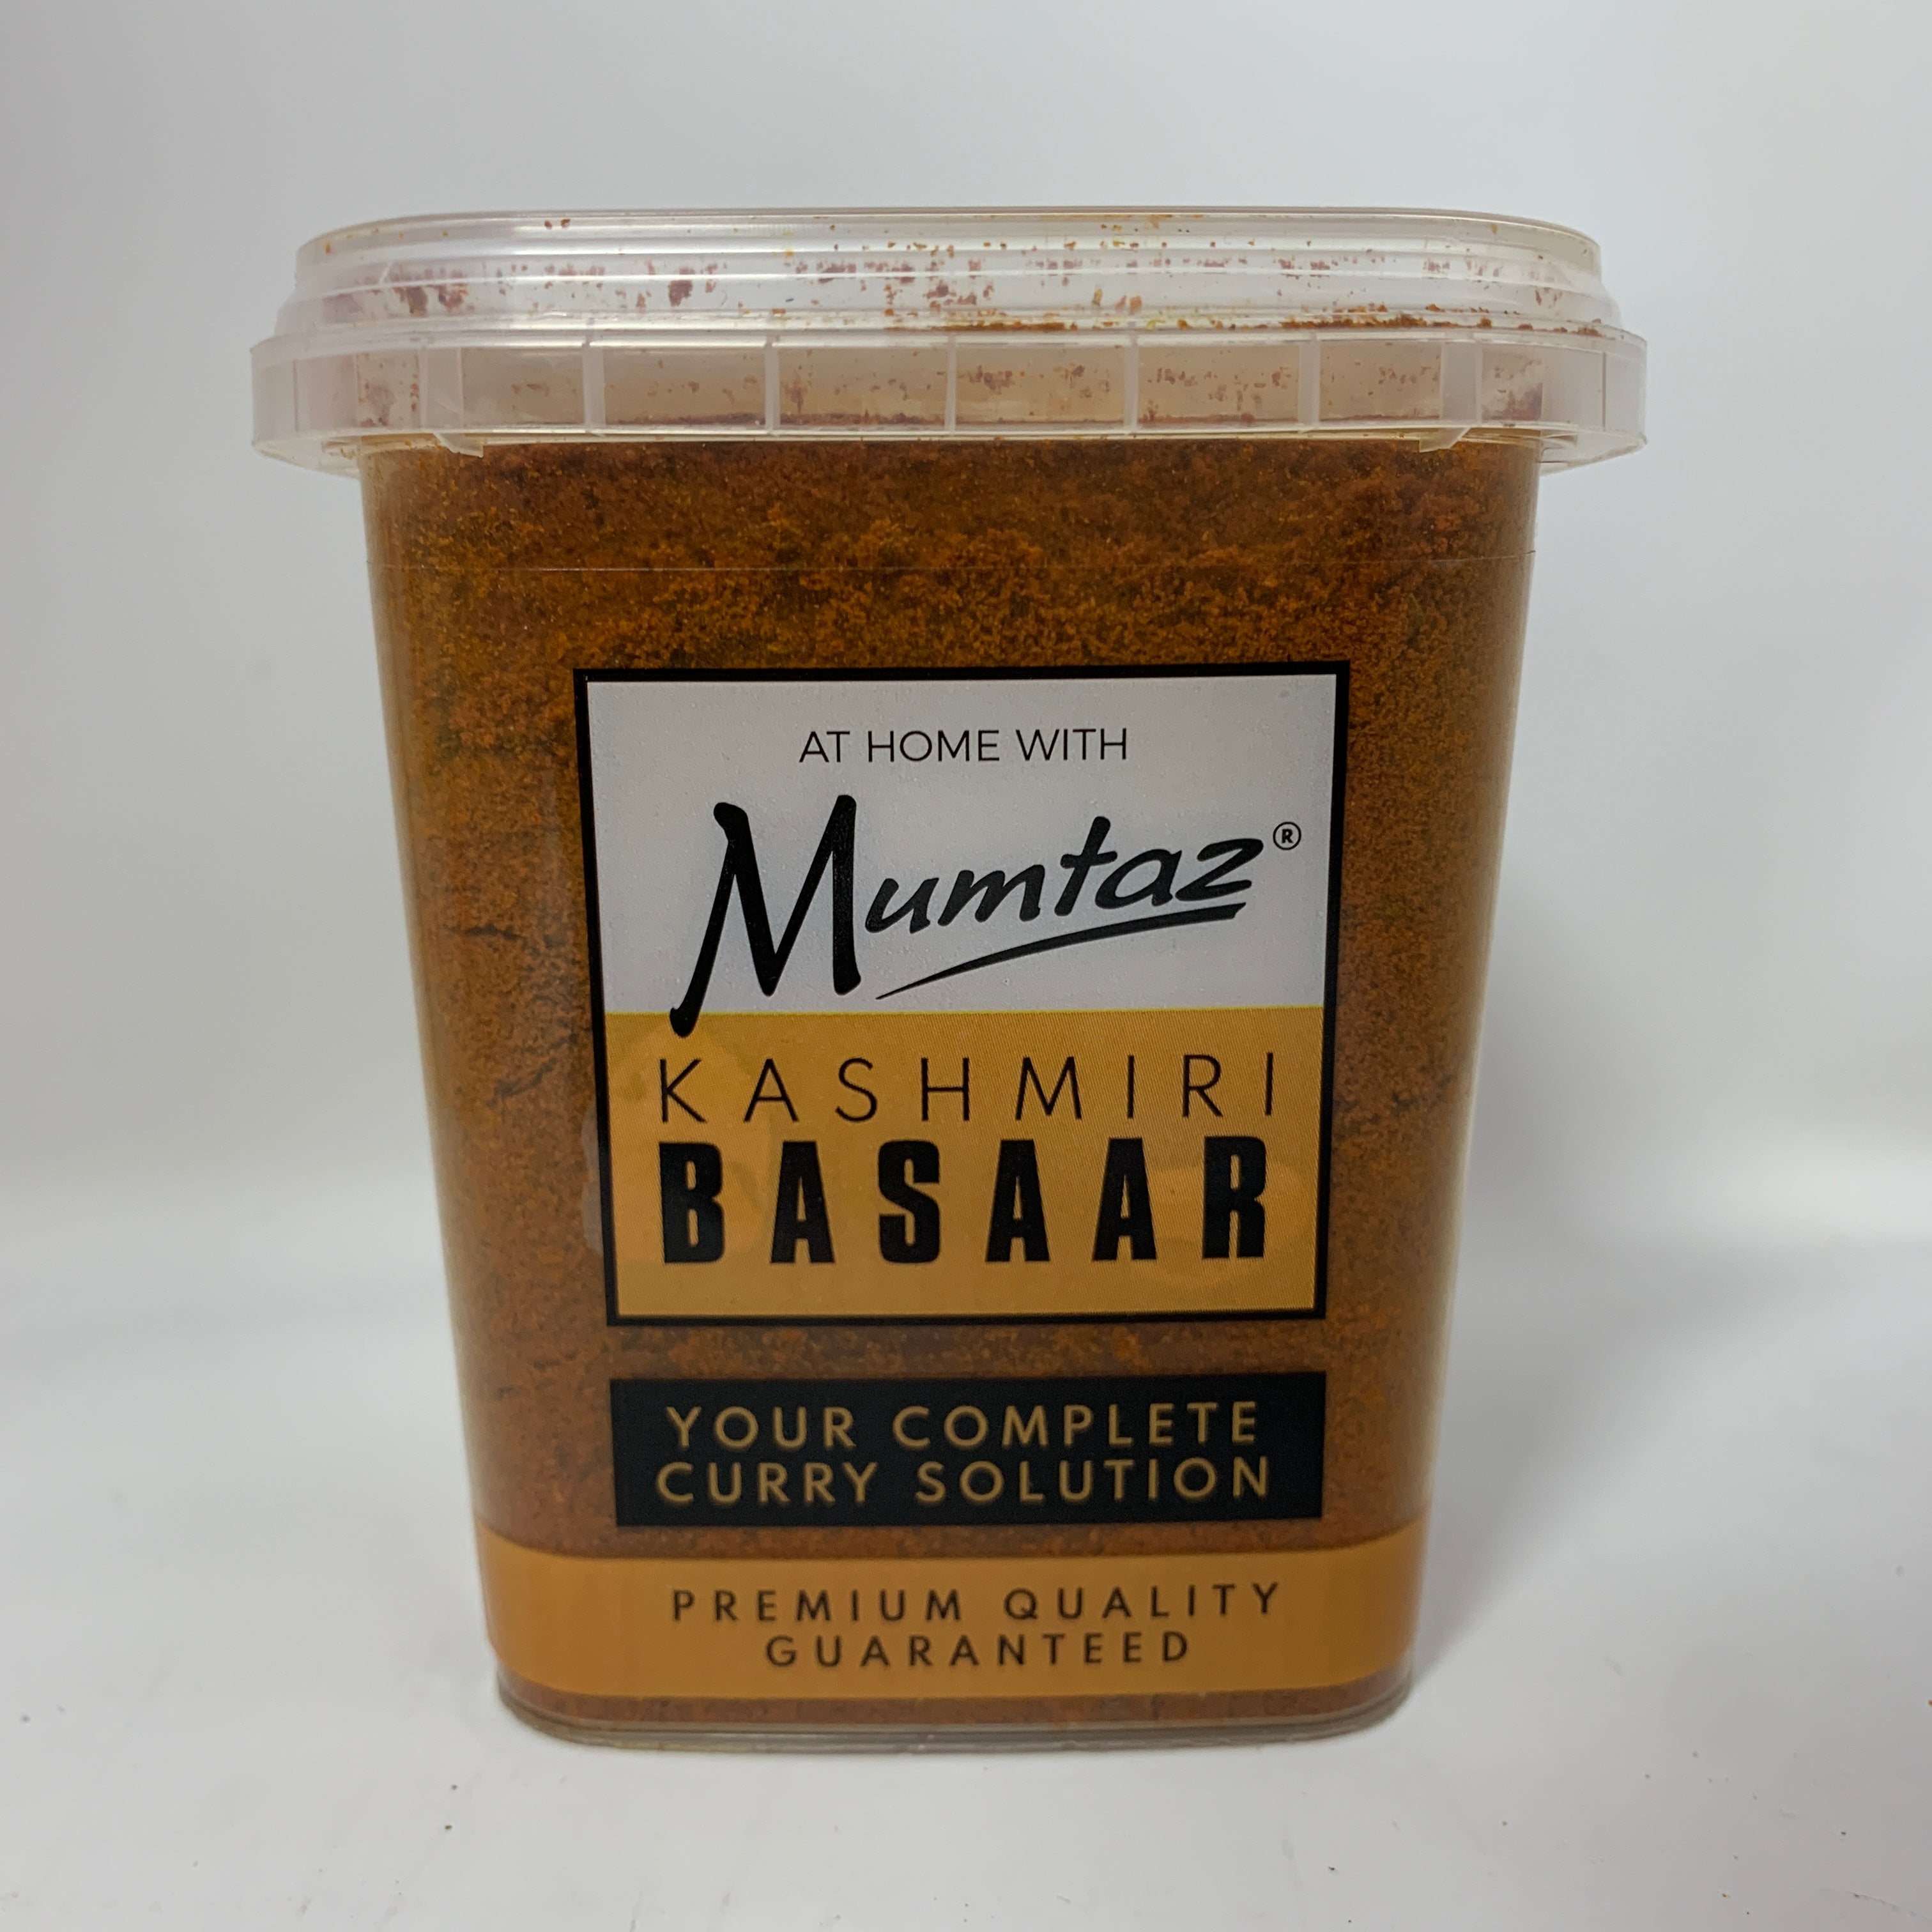 AT HOME WITH
Mumtaz®
KASHMIRI
BASAAR
YOUR COMPLETE
CURRY SOLUTION
PREMIUM QUALITY
GUARANTEED